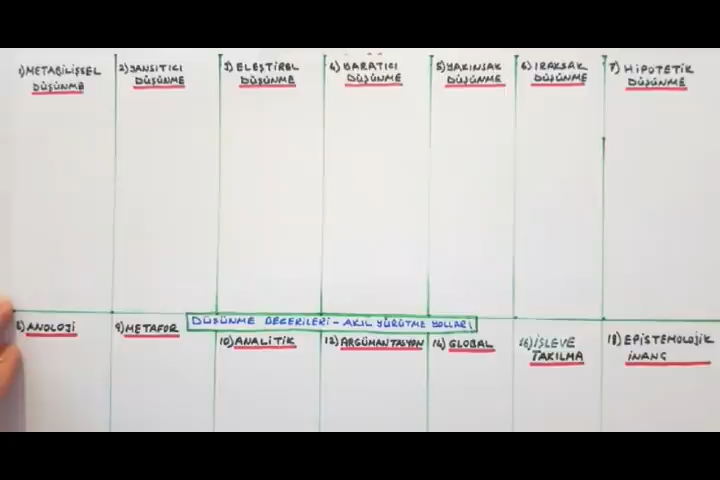 1) METABİLİŞSEL
DÜŞÜNME
2) YANSITICI
DÜŞÜNME
3) ELEŞTİREL
DÜŞÜNME
4) YARATICI
DÜŞÜNME
5) YAKINSAK
DÜŞÜNME
6) IRAKSAK
DÜŞÜNME
7) HİPOTETİK
DÜŞÜNME
DÜŞÜNME BECERİLERİ - AKIL YÜRÜTME YOLLARI
8) ANOLOJİ
9) METAFOR
10) ANALİTİK
12) ARGÜMANTASYON
14) GLOBAL
16) İŞLEVE
TAKILMA
18) EPİSTEMOLOJİK
İNANÇ